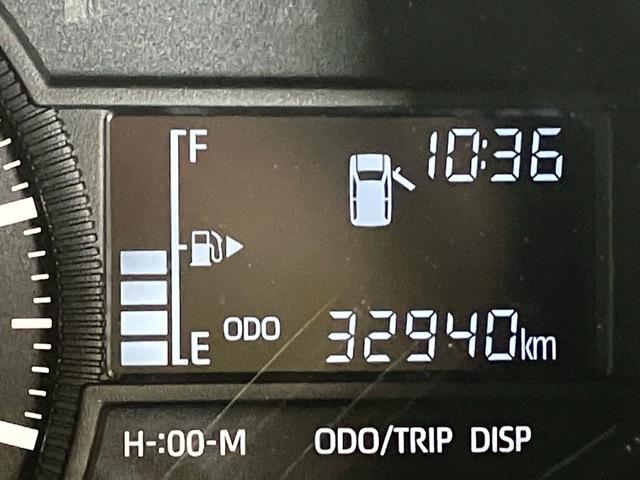 F
10:36
ODO
E
32940km
H-:00-M
ODO/TRIP DISP